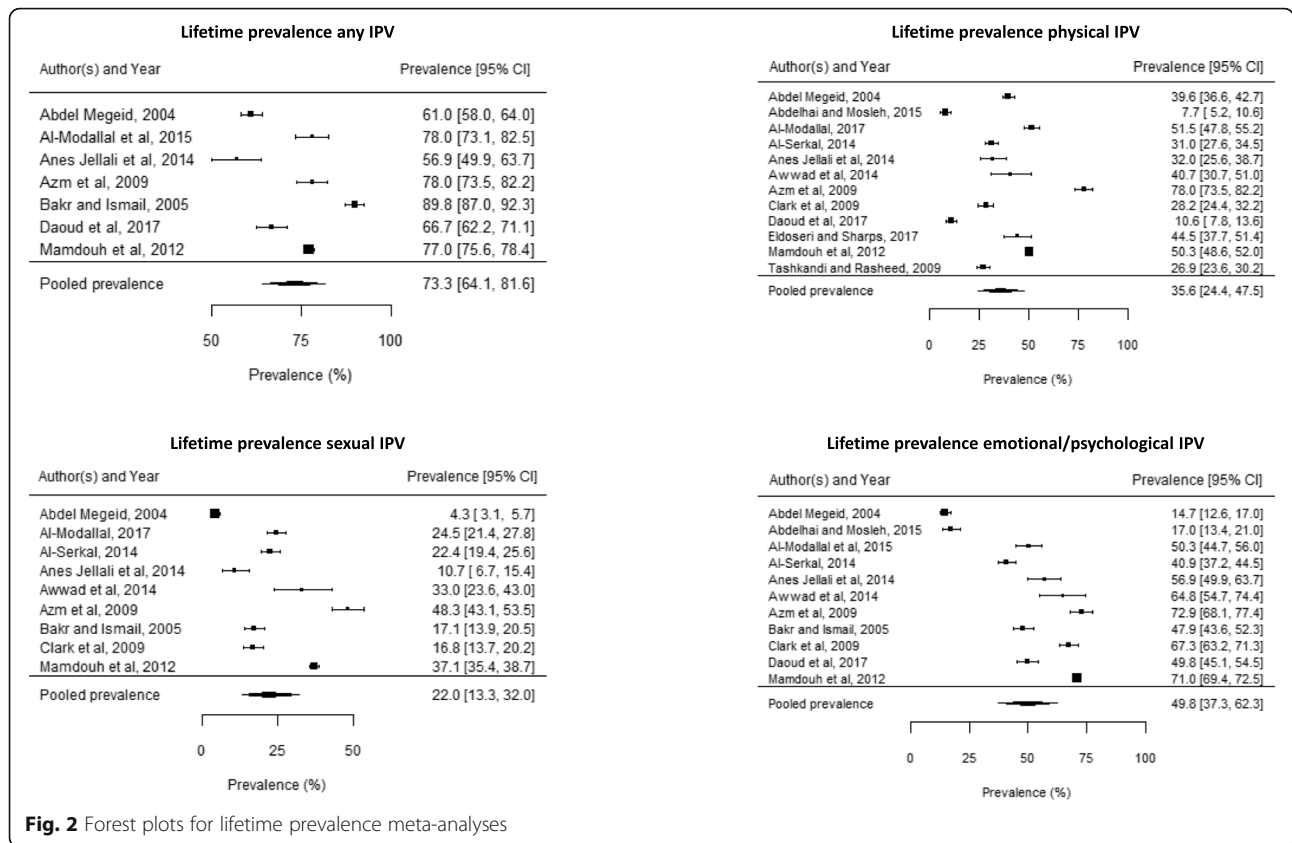 Lifetime prevalence any IPV
Author(s) and Year Prevalence [95% CI]
Abdel Megeid, 2004 61.0 [58.0, 64.0]
Al-Modallal et al, 2015 78.0 [73.1, 82.5]
Anes Jellali et al, 2014 56.9 [49.9, 63.7]
Azm et al, 2009 78.0 [73.5, 82.2]
Bakr and Ismail, 2005 89.8 [87.0, 92.3]
Daoud et al, 2017 66.7 [62.2, 71.1]
Mamdouh et al, 2012 77.0 [75.6, 78.4]
Pooled prevalence 73.3 [64.1, 81.6]
50 75 100
Prevalence (%)
Lifetime prevalence physical IPV
Author(s) and Year Prevalence [95% CI]
Abdel Megeid, 2004 39.6 [36.6, 42.7]
Abdelhai and Mosleh, 2015 7.7 [ 5.2, 10.6]
Al-Modallal, 2017 51.5 [47.8, 55.2]
Al-Serkal, 2014 31.0 [27.6, 34.5]
Anes Jellali et al, 2014 32.0 [25.6, 38.7]
Awwad et al, 2014 40.7 [30.7, 51.0]
Azm et al, 2009 78.0 [73.5, 82.2]
Clark et al, 2009 28.2 [24.4, 32.2]
Daoud et al, 2017 10.6 [ 7.8, 13.6]
Eldoseri and Sharps, 2017 44.5 [37.7, 51.4]
Mamdouh et al, 2012 50.3 [48.6, 52.0]
Tashkandi and Rasheed, 2009 26.9 [23.6, 30.2]
Pooled prevalence 35.6 [24.4, 47.5]
0 25 50 75 100
Prevalence (%)
Lifetime prevalence sexual IPV
Author(s) and Year Prevalence [95% CI]
Abdel Megeid, 2004 4.3 [ 3.1, 5.7]
Al-Modallal, 2017 24.5 [21.4, 27.8]
Al-Serkal, 2014 22.4 [19.4, 25.6]
Anes Jellali et al, 2014 10.7 [ 6.7, 15.4]
Awwad et al, 2014 33.0 [23.6, 43.0]
Azm et al, 2009 48.3 [43.1, 53.5]
Bakr and Ismail, 2005 17.1 [13.9, 20.5]
Clark et al, 2009 16.8 [13.7, 20.2]
Mamdouh et al, 2012 37.1 [35.4, 38.7]
Pooled prevalence 22.0 [13.3, 32.0]
0 25 50
Prevalence (%)
Lifetime prevalence emotional/psychological IPV
Author(s) and Year Prevalence [95% CI]
Abdel Megeid, 2004 14.7 [12.6, 17.0]
Abdelhai and Mosleh, 2015 17.0 [13.4, 21.0]
Al-Modallal et al, 2015 50.3 [44.7, 56.0]
Al-Serkal, 2014 40.9 [37.2, 44.5]
Anes Jellali et al, 2014 56.9 [49.9, 63.7]
Awwad et al, 2014 64.8 [54.7, 74.4]
Azm et al, 2009 72.9 [68.1, 77.4]
Bakr and Ismail, 2005 47.9 [43.6, 52.3]
Clark et al, 2009 67.3 [63.2, 71.3]
Daoud et al, 2017 49.8 [45.1, 54.5]
Mamdouh et al, 2012 71.0 [69.4, 72.5]
Pooled prevalence 49.8 [37.3, 62.3]
0 25 50 75 100
Prevalence (%)
Fig. 2 Forest plots for lifetime prevalence meta-analyses